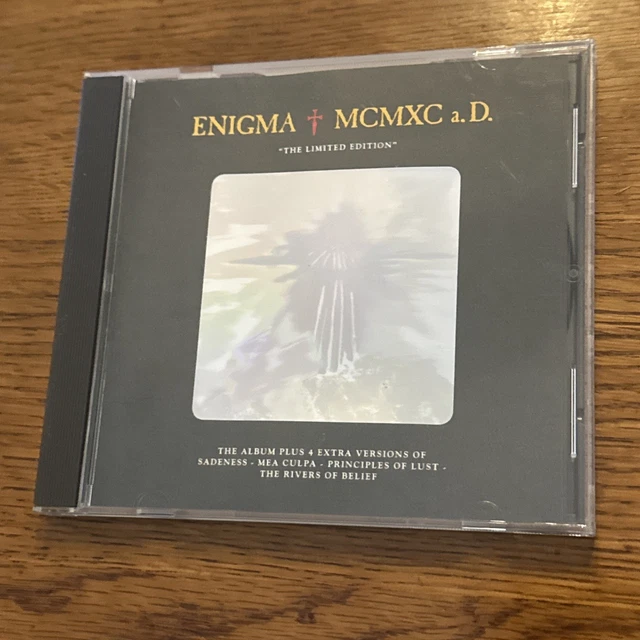 ENIGMA † MCMXC a.D.
"THE LIMITED EDITION"
THE ALBUM PLUS 4 EXTRA VERSIONS OF
SADENESS - MEA CULPA - PRINCIPLES OF LUST -
THE RIVERS OF BELIEF